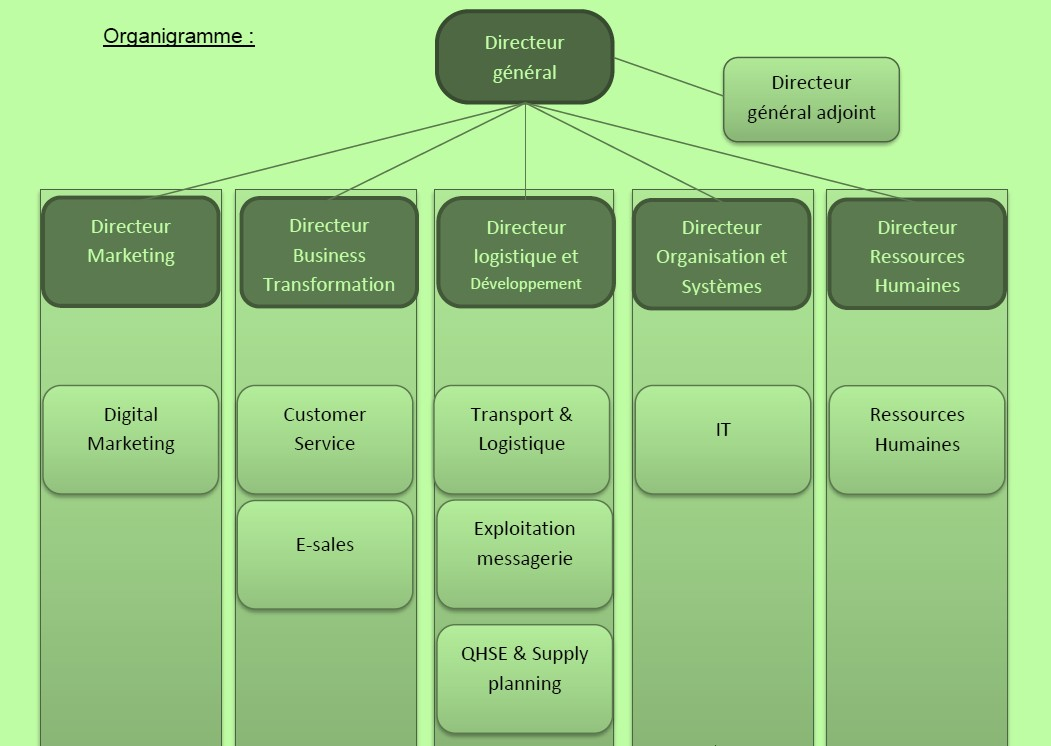 Organigramme :
Directeur
général
Directeur
général adjoint
Directeur
Marketing
Directeur
Business
Transformation
Directeur
logistique et
Développement
Directeur
Organisation et
Systèmes
Directeur
Ressources
Humaines
Digital
Marketing
Customer
Service
Transport &
Logistique
IT
Ressources
Humaines
E-sales
Exploitation
messagerie
QHSE & Supply
planning